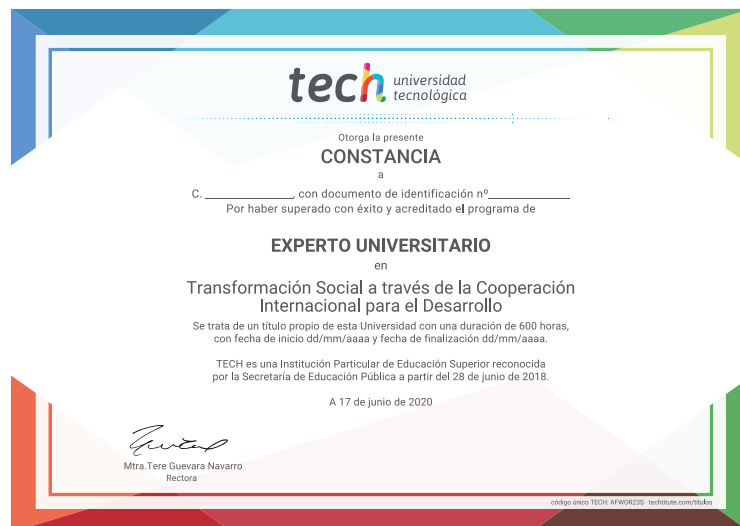 tech universidad
tecnológica
Otorga la presente
CONSTANCIA
a
C. ______________, con documento de identificación nº_____________
Por haber superado con éxito y acreditado el programa de
EXPERTO UNIVERSITARIO
en
Transformación Social a través de la Cooperación
Internacional para el Desarrollo
Se trata de un título propio de esta Universidad con una duración de 600 horas,
con fecha de inicio dd/mm/aaaa y fecha de finalización dd/mm/aaaa.
TECH es una Institución Particular de Educación Superior reconocida
por la Secretaría de Educación Pública a partir del 28 de junio de 2018.
A 17 de junio de 2020
Mtra.Tere Guevara Navarro
Rectora
código único TECH: AFWOR23S techtitute.com/titulos